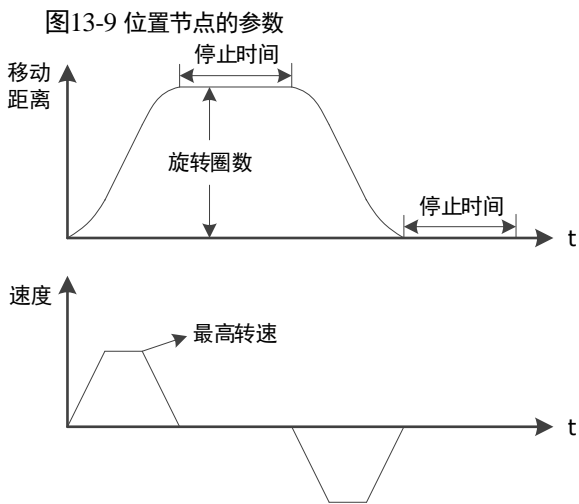 图13-9 位置节点的参数
停止时间
移动
距离
旋转圈数
停止时间
t
速度
最高转速
t